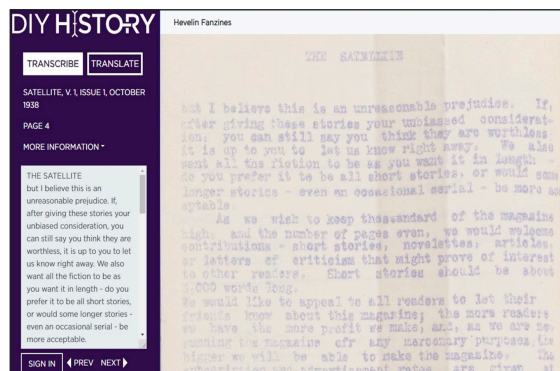 DIY HISTORY
Hevelin Fanzines
TRANSCRIBE TRANSLATE
SATELLITE, V. 1, ISSUE 1, OCTOBER
1938
PAGE 4
MORE INFORMATION
THE SATELLITE
but I believe this is an
unreasonable prejudice. If,
after giving these stories your
unbiased consideration, you
can still say you think they are
worthless, it is up to you to let
us know right away. We also
want all the fiction to be as
you want it in length - do you
prefer it to be all short stories,
or would some longer stories -
even an occasional serial - be
more acceptable.
SIGN IN PREV NEXT
THE SATELLITE
but I believe this is an unreasonable prejudice. If,
after giving these stories your unbiassed considerat-
ion, you can still say you think they are worthless
it is up to you to let us know right away. We also
want all the fiction to be as you want it in length
do you prefer it to be all short stories, or would some
longer stories - even an occasional serial - be more
eptable.
As we wish to keep the standard of the magazine
high, and the number of pages even, we would welcome
contributions - short stories, novelettes, articles,
or letters of criticism that might prove of interest
to other readers. Short stories should be about
words long.
We would like to appeal to all readers to let their
friends know about this magazine; the more readers
we have the more profit we make, and, as we are
running the magazine ofr any mercenary purposes, the
bigger we will be able to make the magazine. The
advertisement rates are given